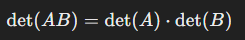 det(AB) = det(A) · det(B)